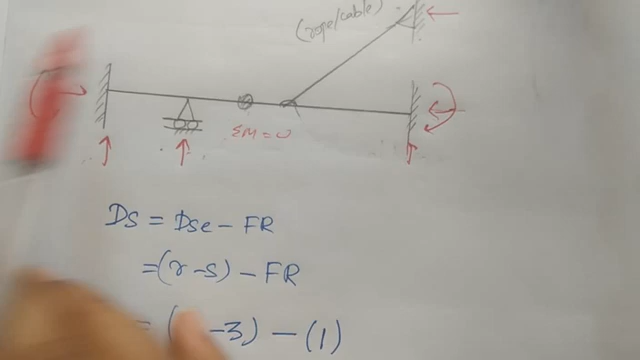 (rope/cable)
ΣM=0
Ds = Dse - FR
=(r-s) - FR
= ( -3) - (1)